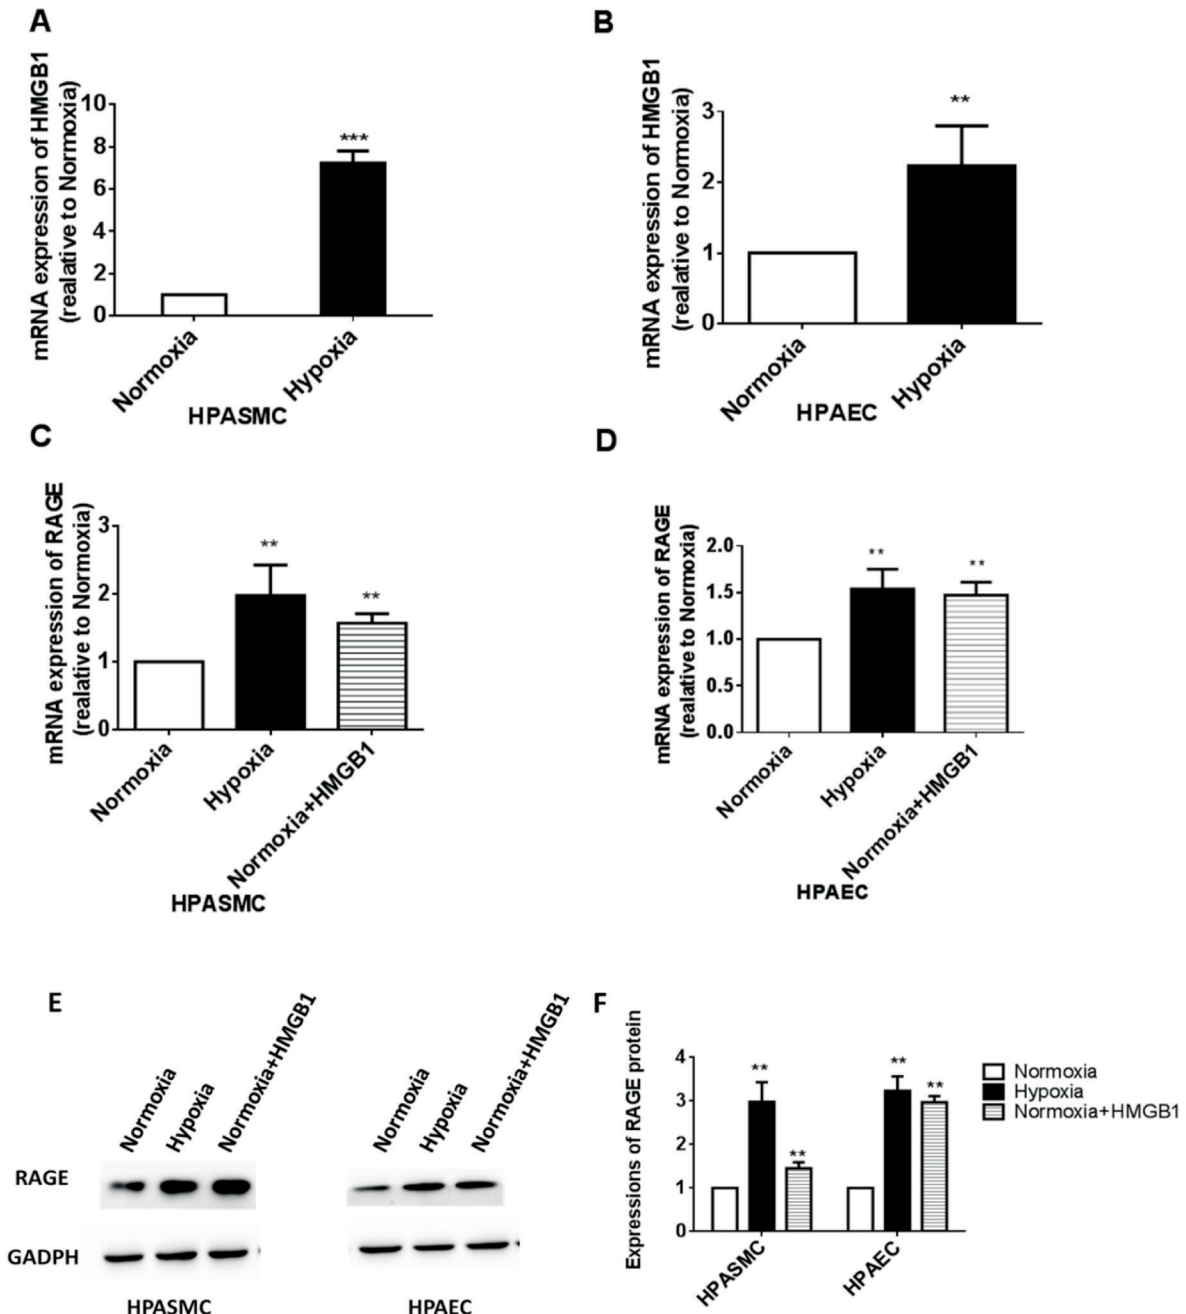 A
mRNA expression of HMGB1
(realative to Normoxia)
10
8
6
4
2
0
***
Normoxia
Hypoxia
HPASMC
B
mRNA expression of HMGB1
(realative to Normoxia)
3
2
1
0
**
Normoxia
Hypoxia
HPAEC
C
mRNA expression of RAGE
(realative to Normoxia)
3
2
1
0
**
**
Normoxia
Hypoxia
Normoxia+HMGB1
HPASMC
D
mRNA expression of RAGE
(realative to Normoxia)
2.0
1.5
1.0
0.5
0.0
**
**
Normoxia
Hypoxia
Normoxia+HMGB1
HPAEC
E
Normoxia
Hypoxia
Normoxia+HMGB1
Normoxia
Hypoxia
Normoxia+HMGB1
RAGE
GADPH
HPASMC
HPAEC
F
Expressions of RAGE protein
4
3
2
1
0
**
**
**
**
HPASMC
HPAEC
Normoxia
Hypoxia
Normoxia+HMGB1